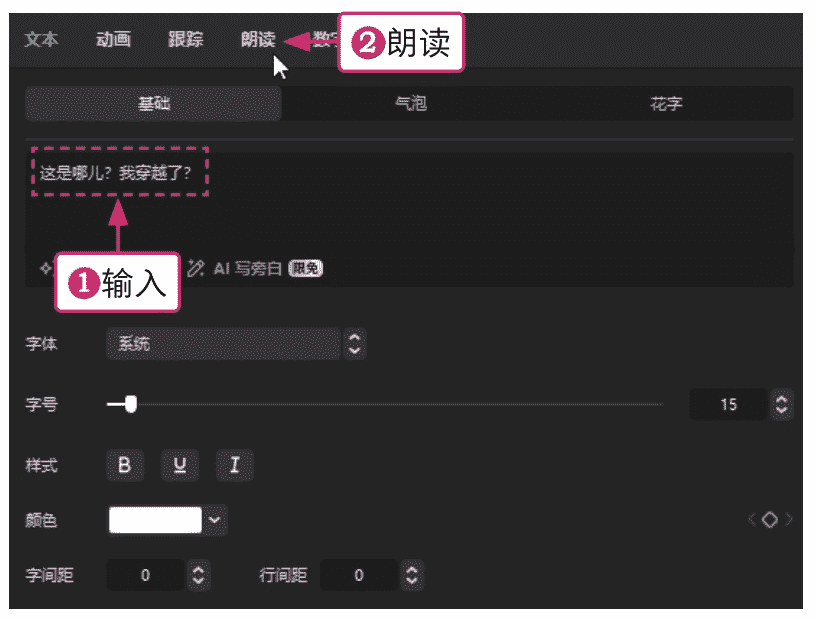 文本 动画 跟踪 朗读 数字
❷朗读
基础 气泡 花字
这是哪儿？我穿越了？
❶输入
AI 写旁白 限免
字体 系统
字号 15
样式 B U I
颜色
字间距 0 行间距 0